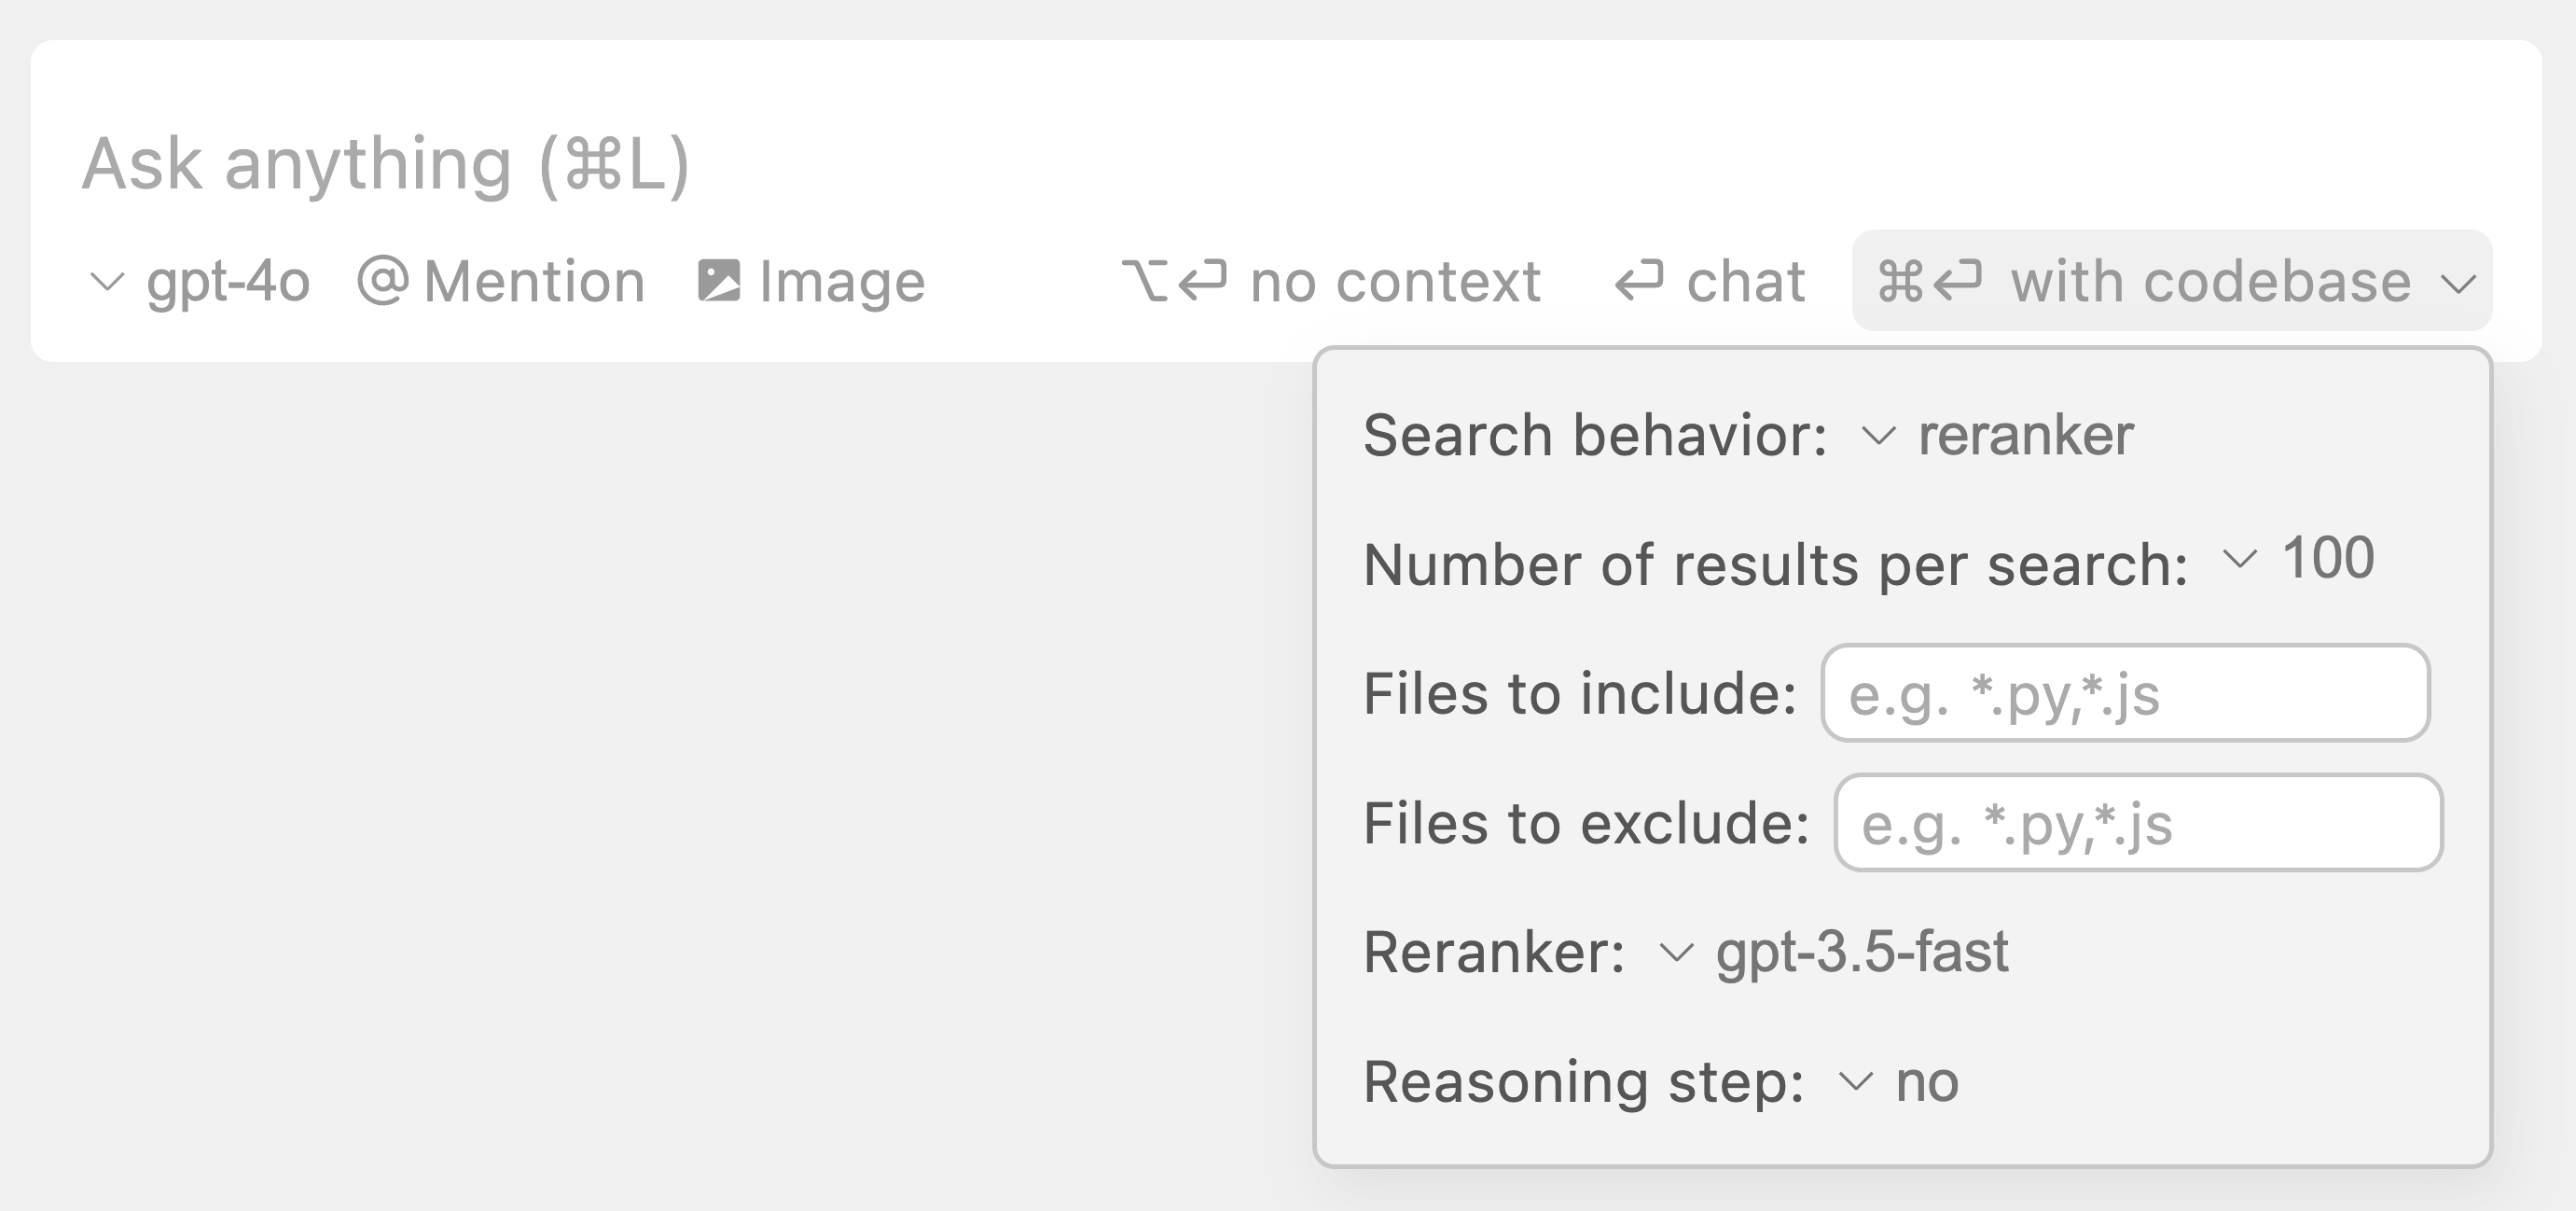 Ask anything (⌘L)
gpt-4o @ Mention Image ⌥⏎ no context ⏎ chat ⌘⏎ with codebase
Search behavior: reranker
Number of results per search: 100
Files to include: e.g. *.py,*.js
Files to exclude: e.g. *.py,*.js
Reranker: gpt-3.5-fast
Reasoning step: no